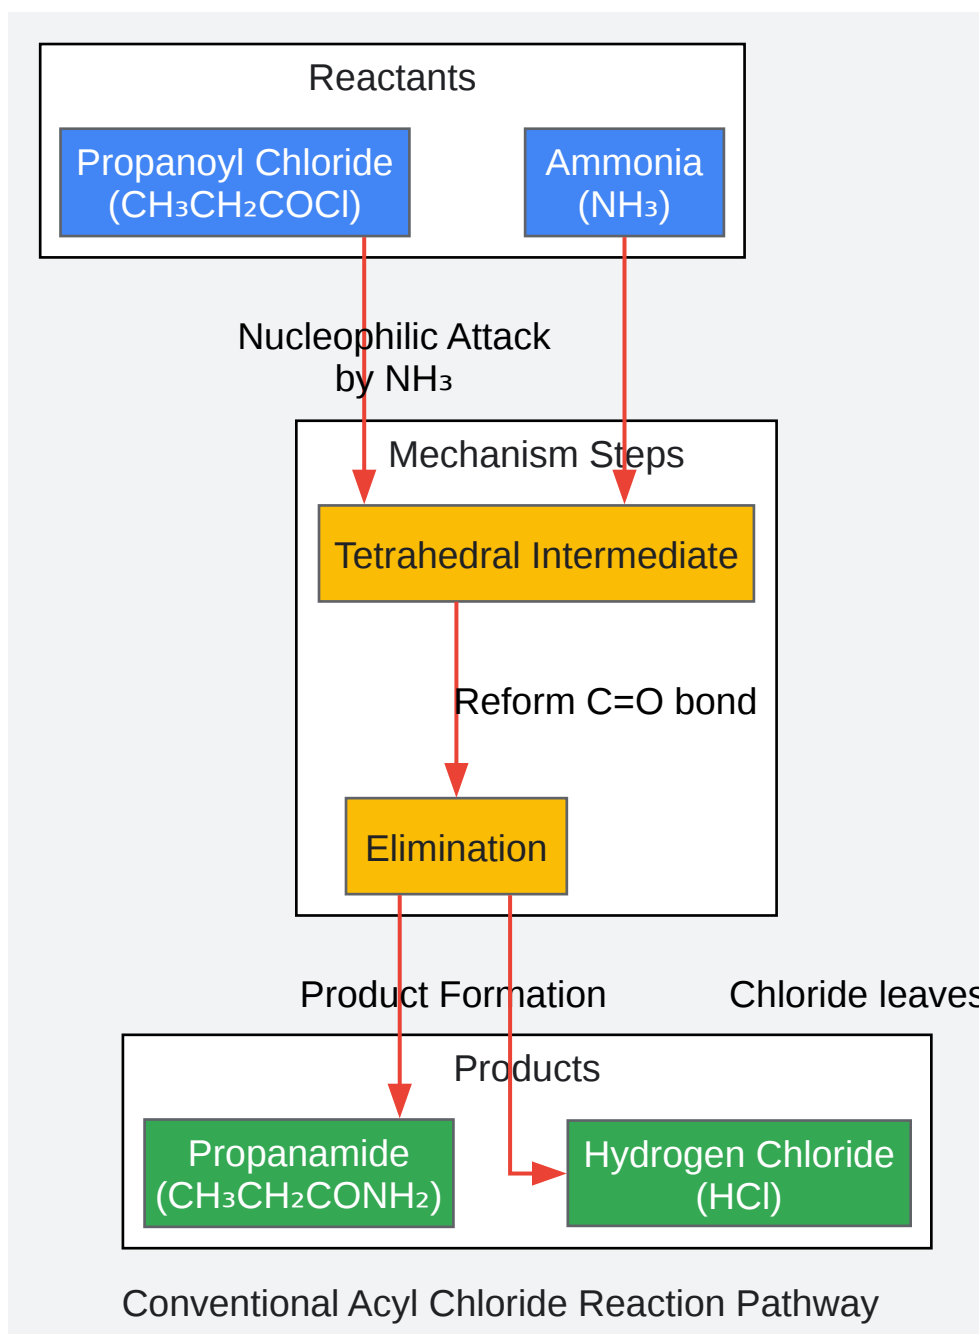 Reactants
Propanoyl Chloride
(CH₃CH₂COCl)
Ammonia
(NH₃)
Nucleophilic Attack
by NH₃
Mechanism Steps
Tetrahedral Intermediate
Reform C=O bond
Elimination
Product Formation
Chloride leaves
Products
Propanamide
(CH₃CH₂CONH₂)
Hydrogen Chloride
(HCl)
Conventional Acyl Chloride Reaction Pathway